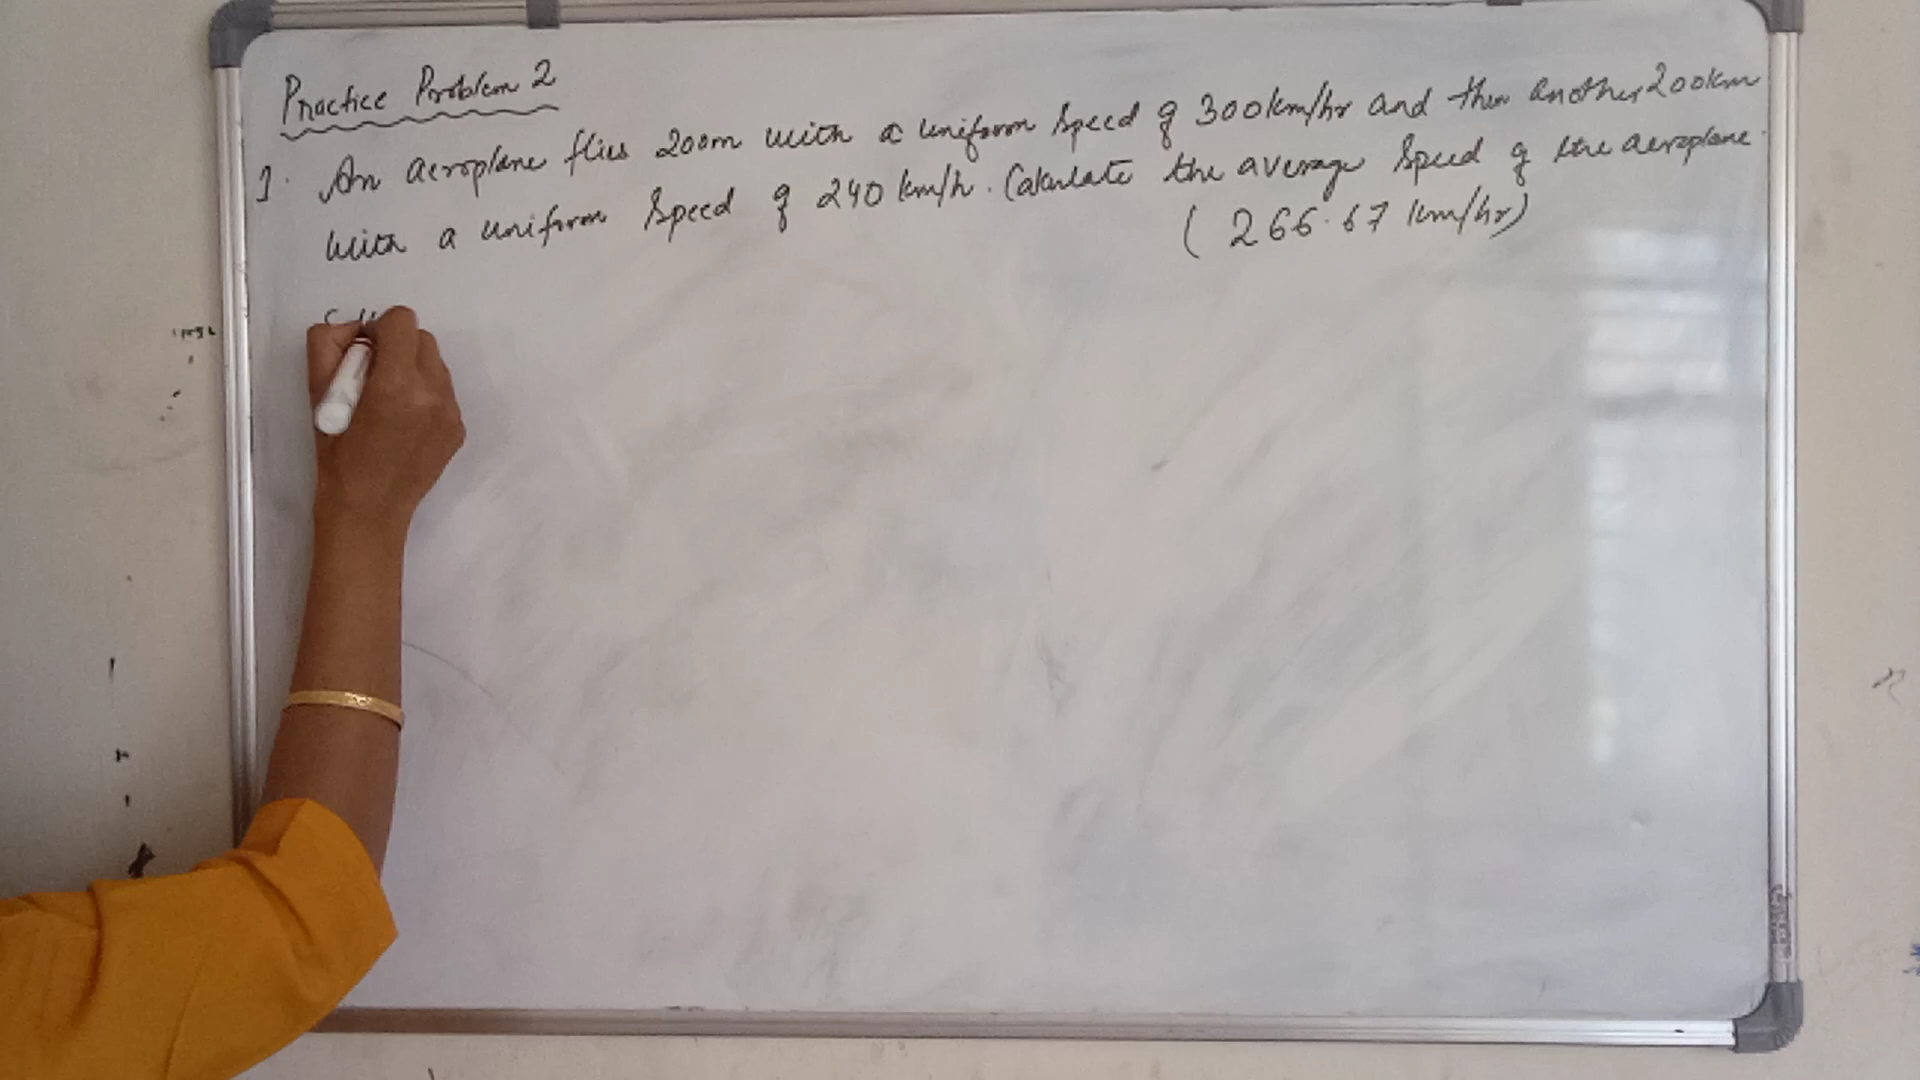 Practice Problem 2
1. An aeroplane flies 200m with a uniform speed of 300km/hr and then another 200km
with a uniform speed of 240 km/h. Calculate the average speed of the aeroplane.
(266.67 km/hr)